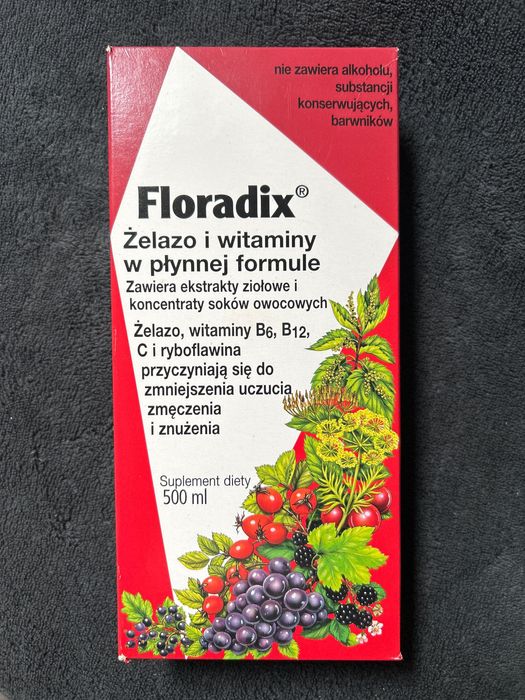 nie zawiera alkoholu,
substancji
konserwujących,
barwników
Floradix®
Żelazo i witaminy
w płynnej formule
Zawiera ekstrakty ziołowe i
koncentraty soków owocowych
Żelazo, witaminy B6, B12,
C i ryboflawina
przyczyniają się do
zmniejszenia uczucia
zmęczenia
i znużenia
Suplement diety
500 ml